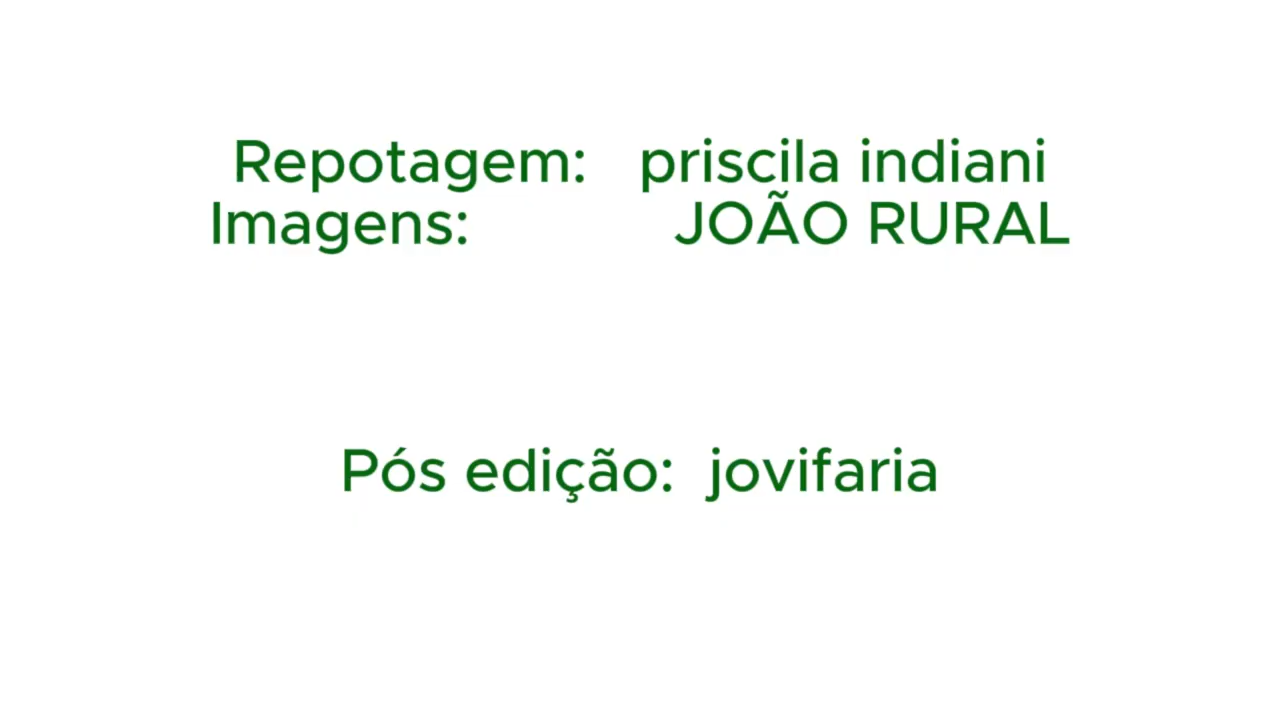 Repotagem: priscila indiani
Imagens: JOÃO RURAL
Pós edição: jovifaria